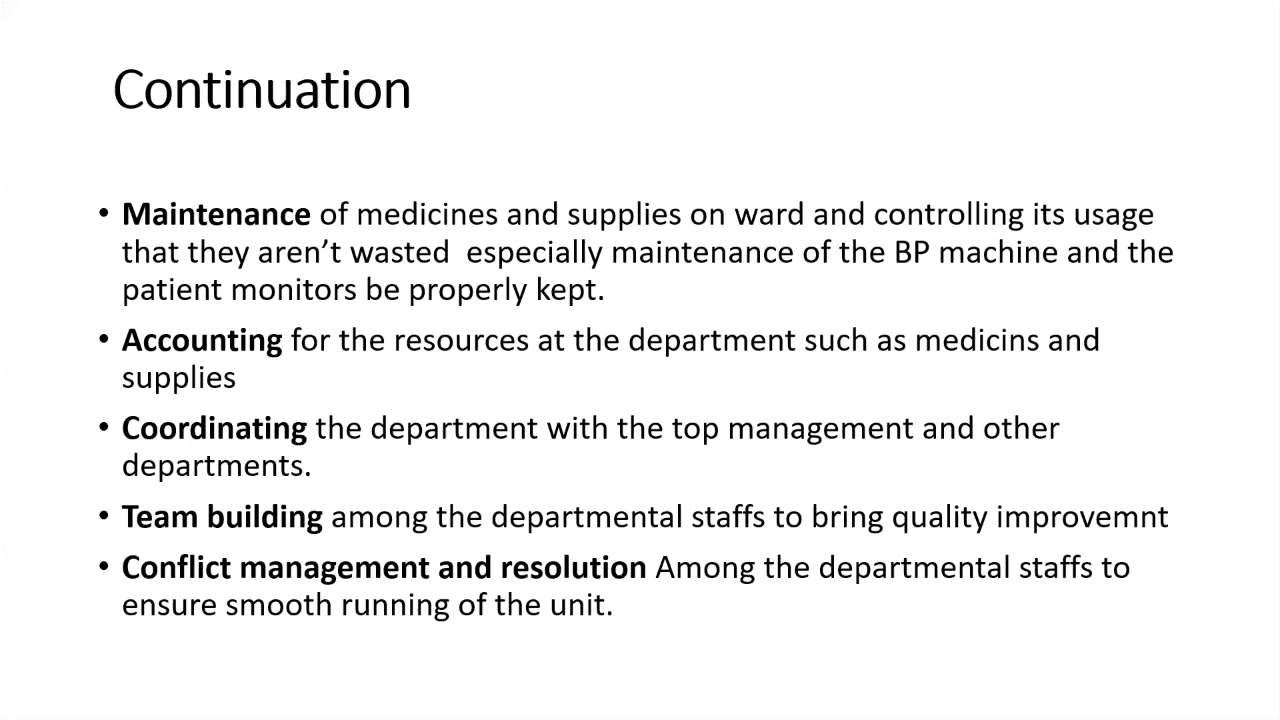 Continuation
• Maintenance of medicines and supplies on ward and controlling its usage
that they aren’t wasted  especially maintenance of the BP machine and the
patient monitors be properly kept.
• Accounting for the resources at the department such as medicins and
supplies
• Coordinating the department with the top management and other
departments.
• Team building among the departmental staffs to bring quality improvemnt
• Conflict management and resolution Among the departmental staffs to
ensure smooth running of the unit.